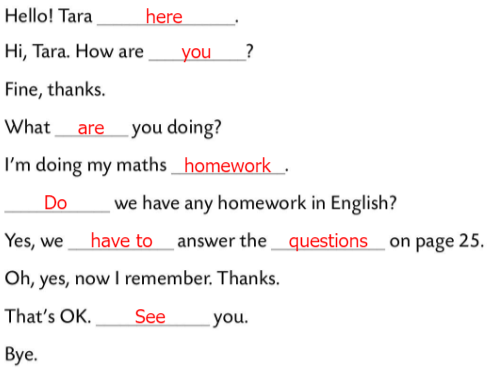 Hello! Tara here.
Hi, Tara. How are you?
Fine, thanks.
What are you doing?
I'm doing my maths homework.
Do we have any homework in English?
Yes, we have to answer the questions on page 25.
Oh, yes, now I remember. Thanks.
That's OK. See you.
Bye.